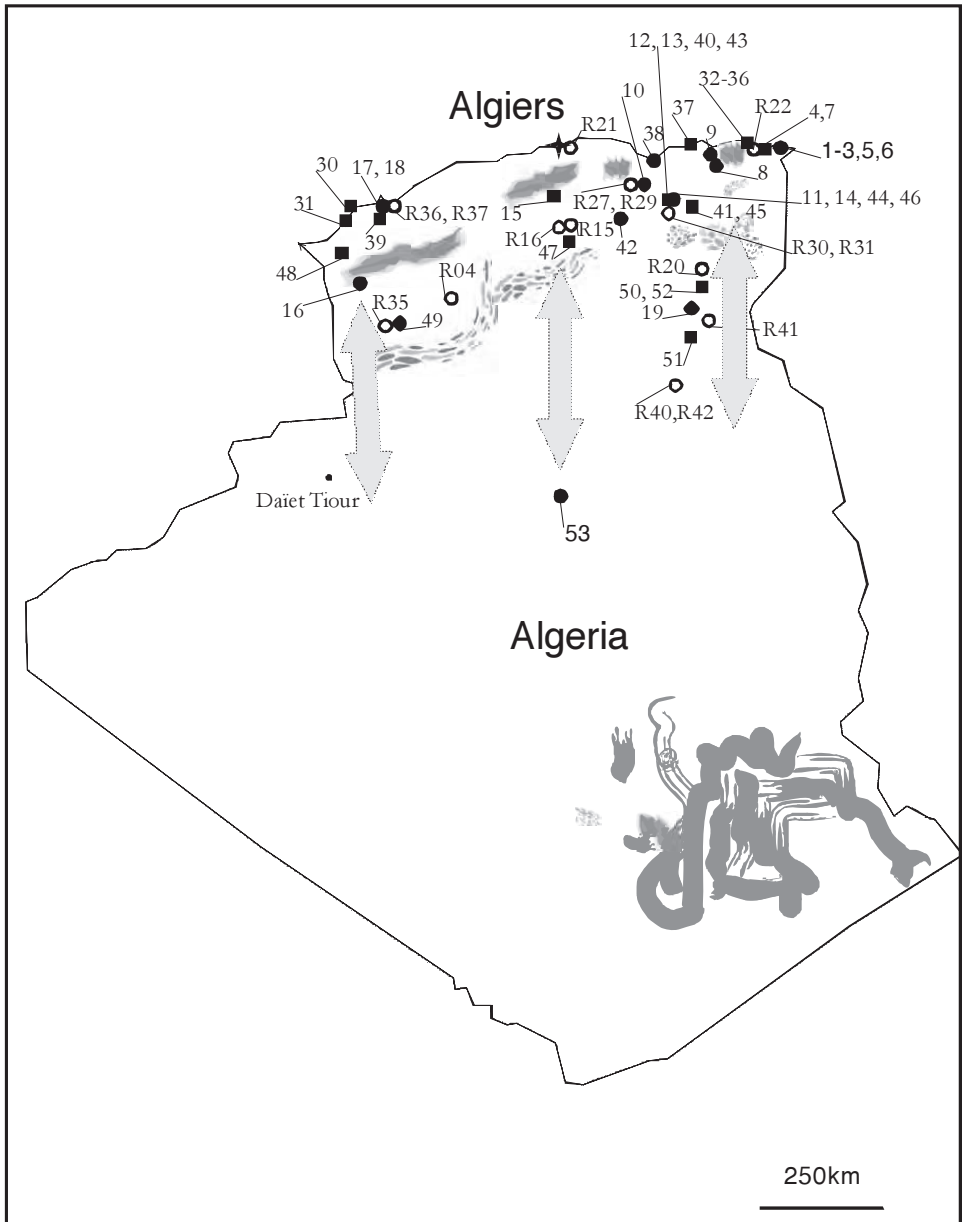 12, 13, 40, 43
32-36
10
37
R22
4,7
Algiers
R21
38
9
1-3,5,6
8
30
17, 18
31
R36, R37
15
R27, R29
11, 14, 44, 46
39
R16
R15
42
41, 45
47
R30, R31
48
R04
R20
16
R35
49
50, 52
19
R41
51
R40,R42
Daïet Tiour
53
Algeria
250km